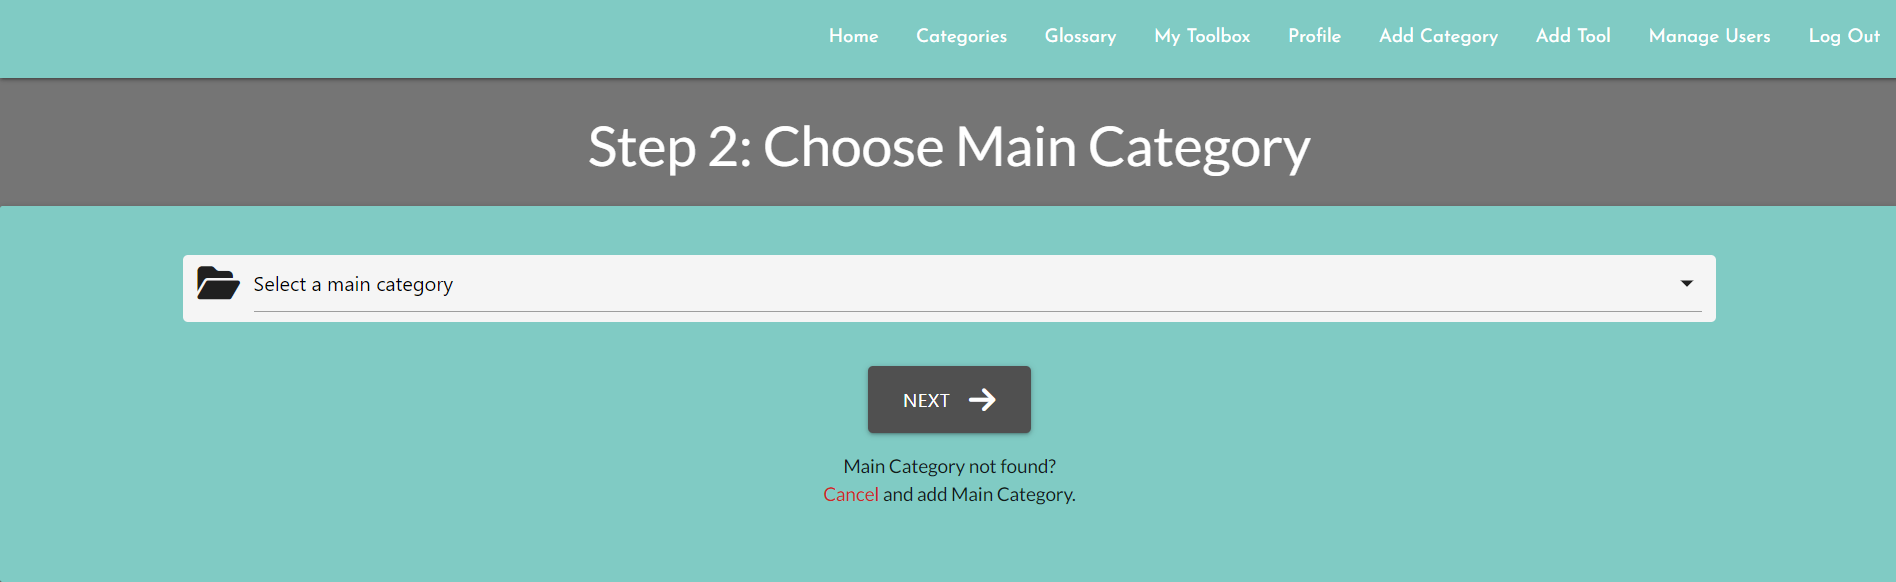 Home Categories Glossary My Toolbox Profile Add Category Add Tool Manage Users Log Out
Step 2: Choose Main Category
Select a main category
NEXT
Main Category not found?
Cancel and add Main Category.